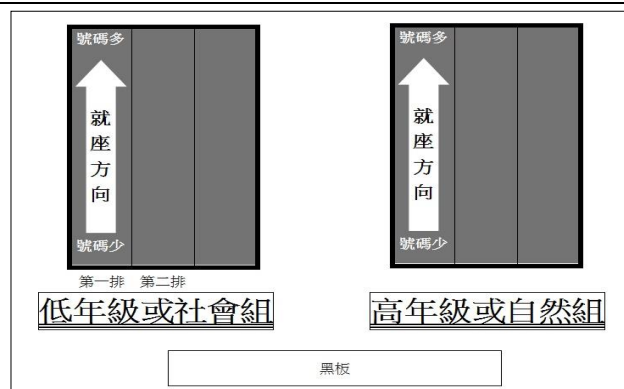 號碼多
就座方向
號碼少
號碼多
就座方向
號碼少
第一排 第二排
低年級或社會組
高年級或自然組
黑板